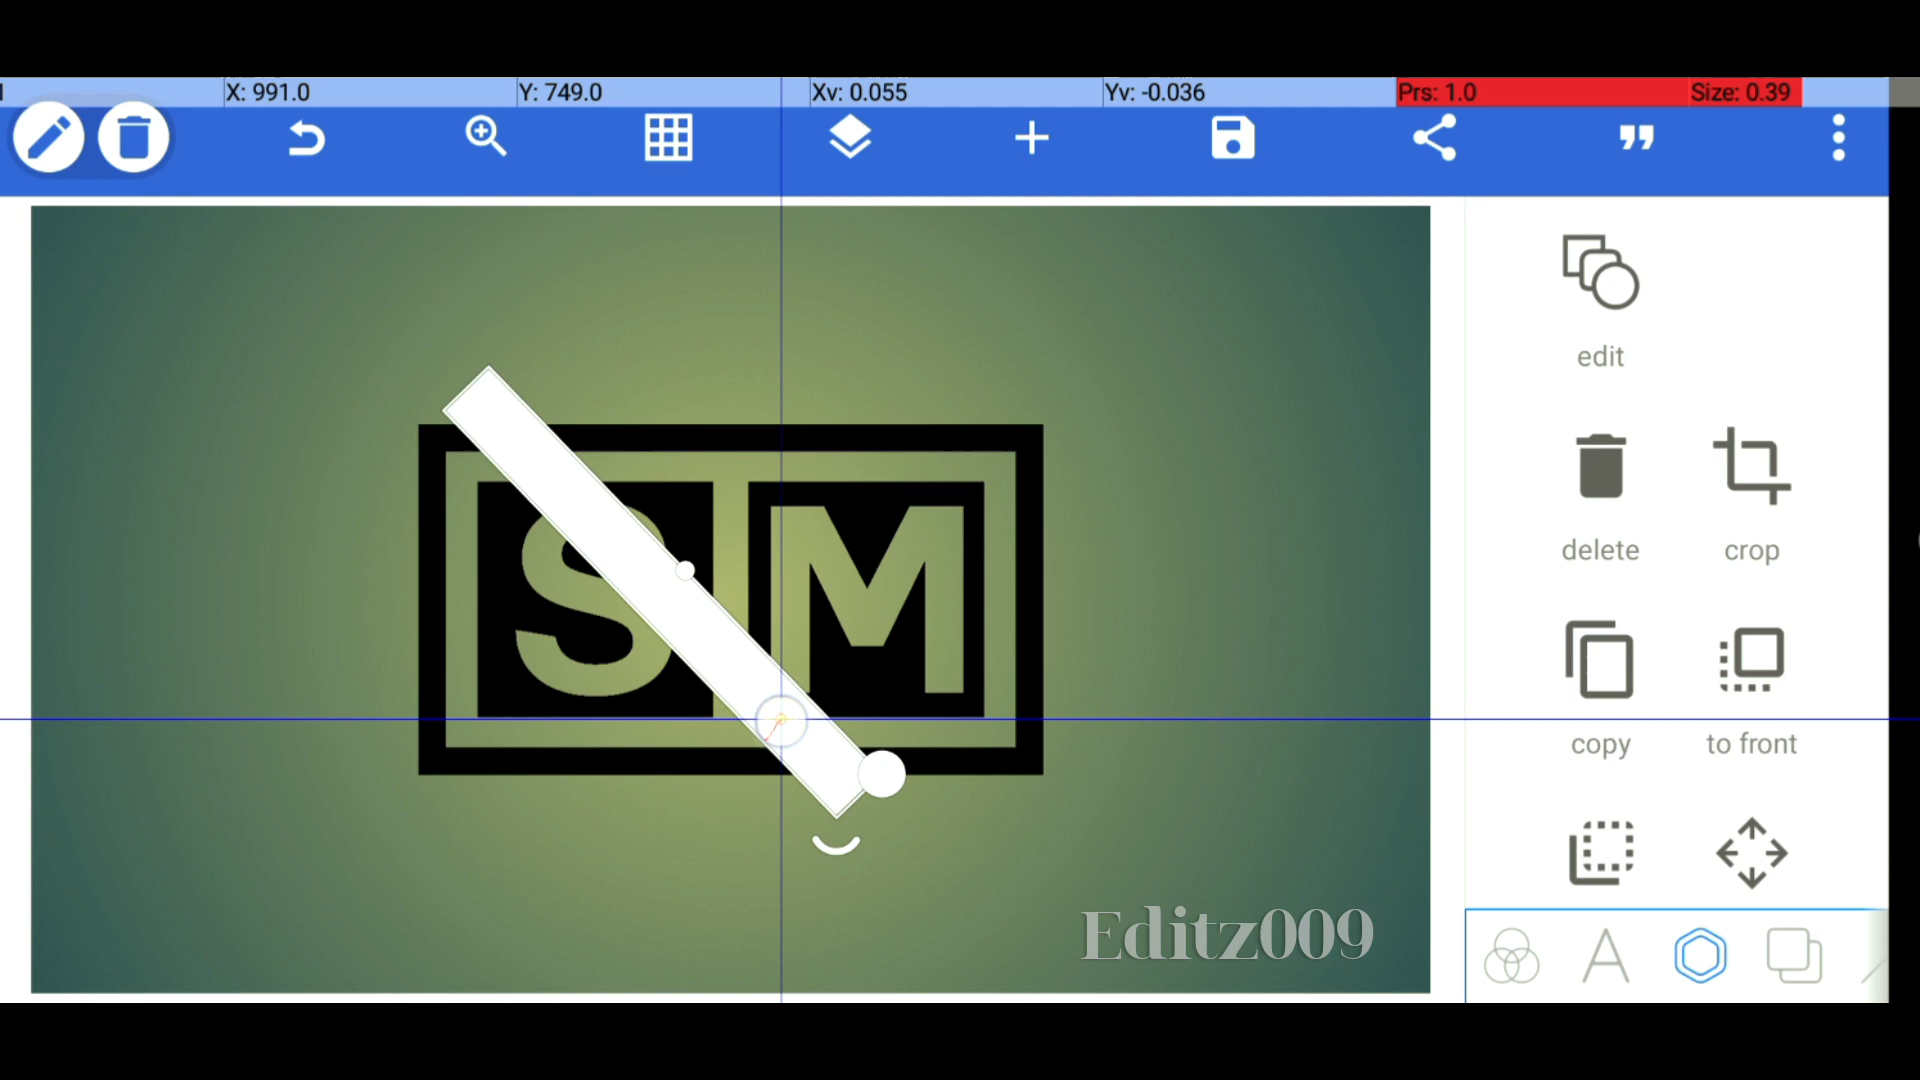 X: 991.0 Y: 749.0 Xv: 0.055 Yv: -0.036 Prs: 1.0 Size: 0.39
edit
delete crop
copy to front
S M
Editz009